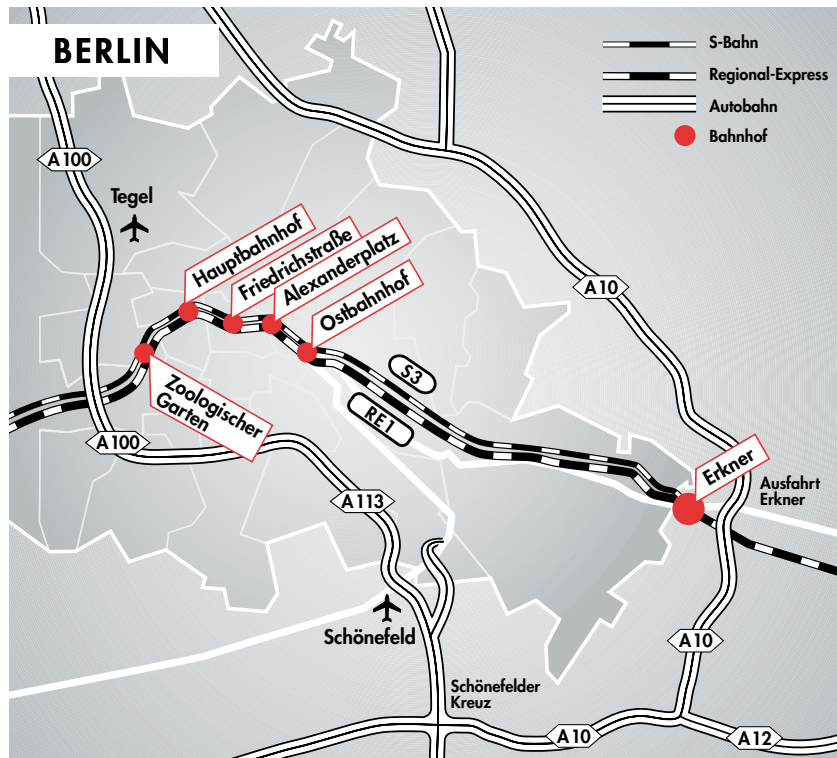 BERLIN
S-Bahn
Regional-Express
Autobahn
Bahnhof
A100
Tegel
Hauptbahnhof
Friedrichstraße
Alexanderplatz
Ostbahnhof
A10
S3
RE1
Zoologischer
Garten
A100
Erkner
Ausfahrt
Erkner
A113
Schönefeld
A10
Schönefelder
Kreuz
A10
A12